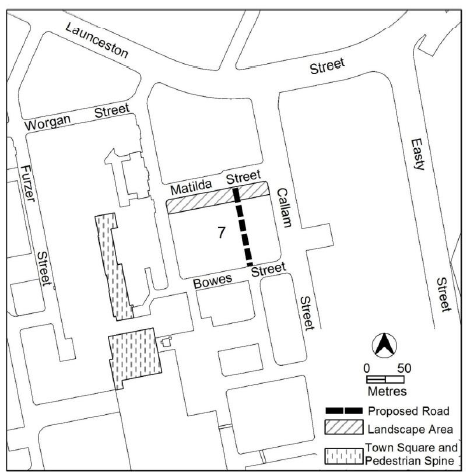 Launceston
Street
Worgan Street
Furzer
Street
Easty
Street
Matilda Street
Callam
Street
7
Bowes Street
0 50
Metres
Proposed Road
Landscape Area
Town Square and
Pedestrian Spine